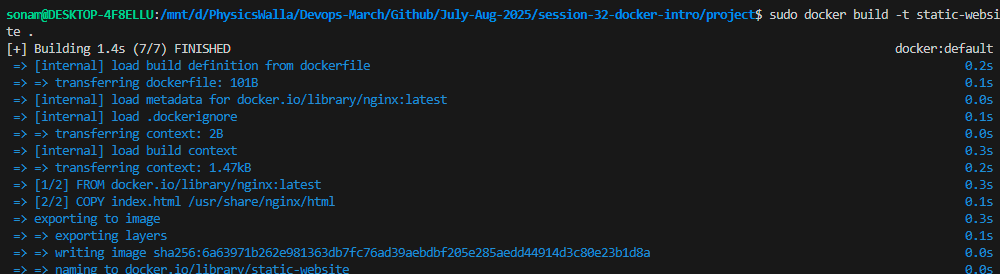 sonam@DESKTOP-4F8ELLU:/mnt/d/PhysicsWalla/Devops-March/Github/July-Aug-2025/session-32-docker-intro/project$ sudo docker build -t static-websi
te .
[+] Building 1.4s (7/7) FINISHED docker:default
=> [internal] load build definition from dockerfile 0.2s
=> => transferring dockerfile: 101B 0.1s
=> [internal] load metadata for docker.io/library/nginx:latest 0.0s
=> [internal] load .dockerignore 0.1s
=> => transferring context: 2B 0.0s
=> [internal] load build context 0.3s
=> => transferring context: 1.47kB 0.2s
=> [1/2] FROM docker.io/library/nginx:latest 0.3s
=> [2/2] COPY index.html /usr/share/nginx/html 0.1s
=> exporting to image 0.3s
=> => exporting layers 0.1s
=> => writing image sha256:6a63971b262e981363db7fc76ad39aebdbf205e285aedd44914d3c80e23b1d8a 0.0s
=> => naming to docker.io/library/static-website 0.0s